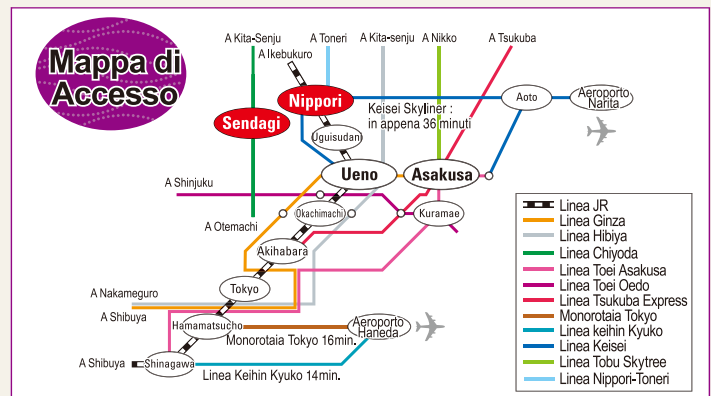 Mappa di
Accesso
A Kita-Senju
A Toneri
A Kita-senju
A Nikko
A Tsukuba
A Ikebukuro
Nippori
Sendagi
Uguisudani
Keisei Skyliner :
in appena 36 minuti
Aoto
Aeroporto
Narita
Ueno
Asakusa
A Shinjuku
Okachimachi
Kuramae
A Otemachi
Akihabara
Tokyo
A Nakameguro
A Shibuya
Hamamatsucho
Monorotaia Tokyo 16min.
Aeroporto
Haneda
A Shibuya
Shinagawa
Linea Keihin Kyuko 14min.
Linea JR
Linea Ginza
Linea Hibiya
Linea Chiyoda
Linea Toei Asakusa
Linea Toei Oedo
Linea Tsukuba Express
Monorotaia Tokyo
Linea keihin Kyuko
Linea Keisei
Linea Tobu Skytree
Linea Nippori-Toneri